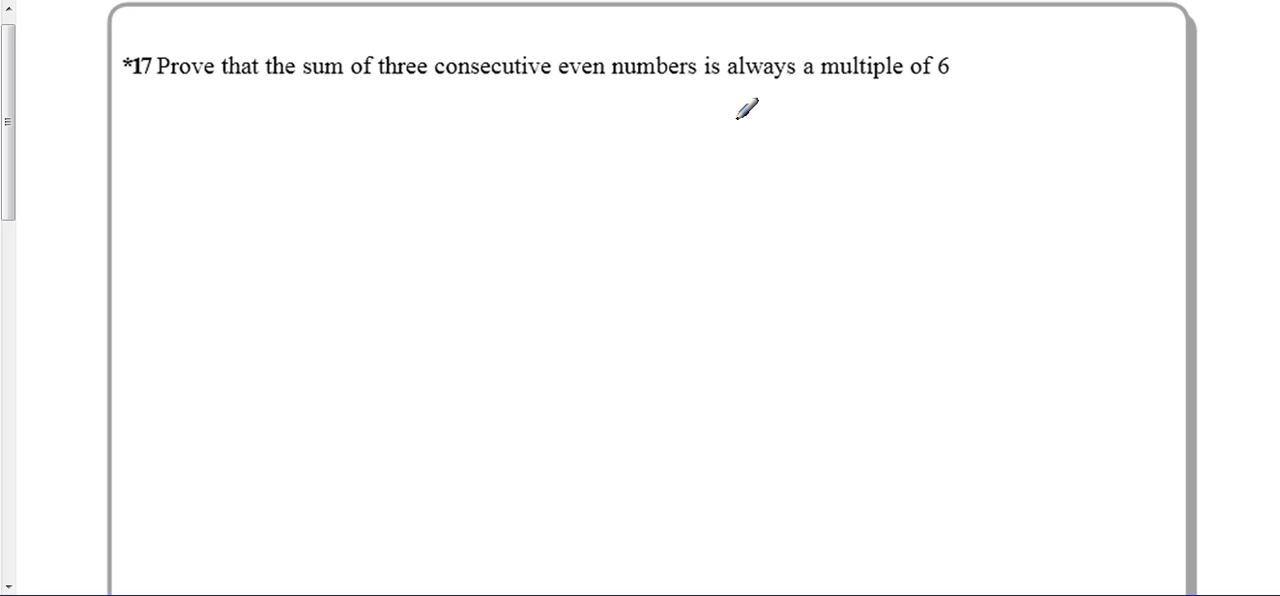 *17 Prove that the sum of three consecutive even numbers is always a multiple of 6